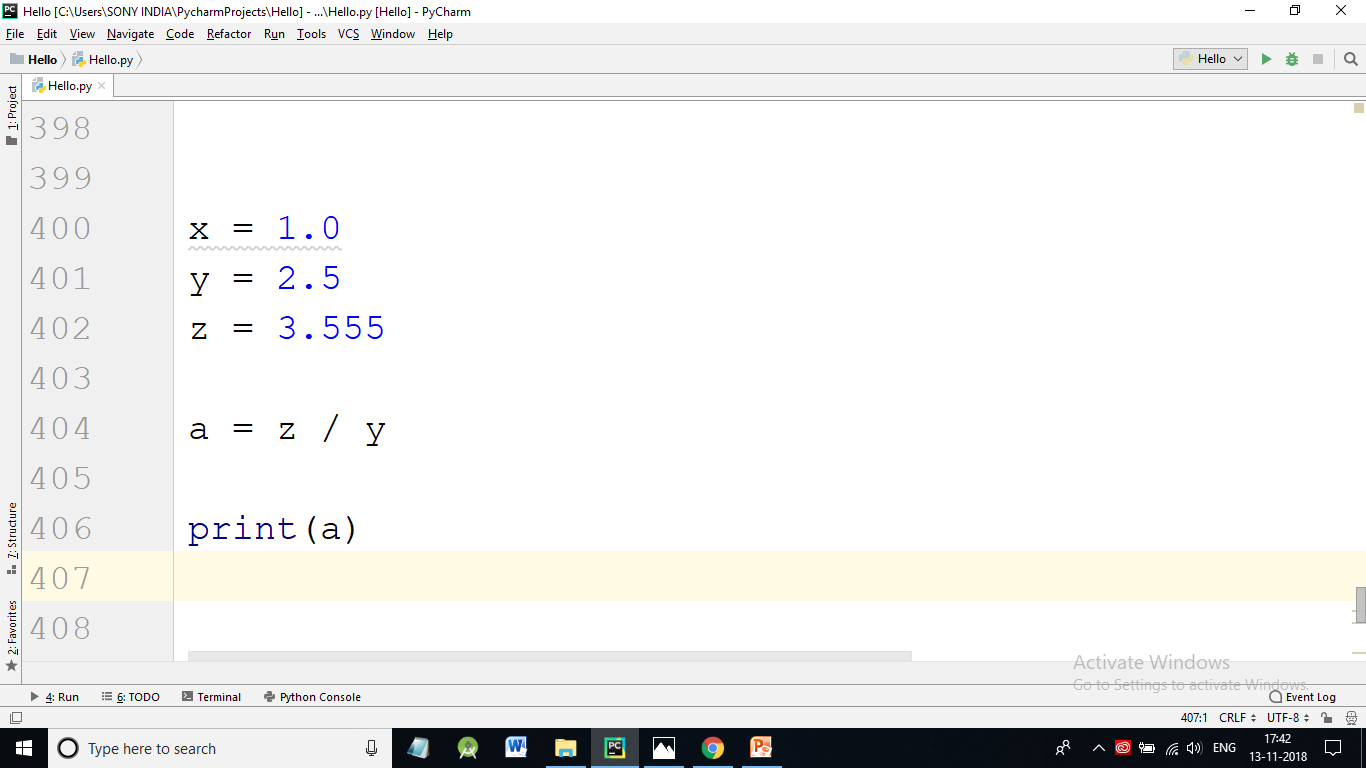 Hello [C:\Users\SONY INDIA\PycharmProjects\Hello] - ...\Hello.py [Hello] - PyCharm
File Edit View Navigate Code Refactor Run Tools VCS Window Help
Hello Hello.py Hello
Hello.py
1: Project
398
399
400 x = 1.0
401 y = 2.5
402 z = 3.555
403
404 a = z / y
405
406 print(a)
407
408
7: Structure
2: Favorites
Activate Windows
Go to Settings to activate Windows.
4: Run 6: TODO Terminal Python Console Event Log
407:1 CRLF UTF-8
Type here to search
ENG
17:42
13-11-2018